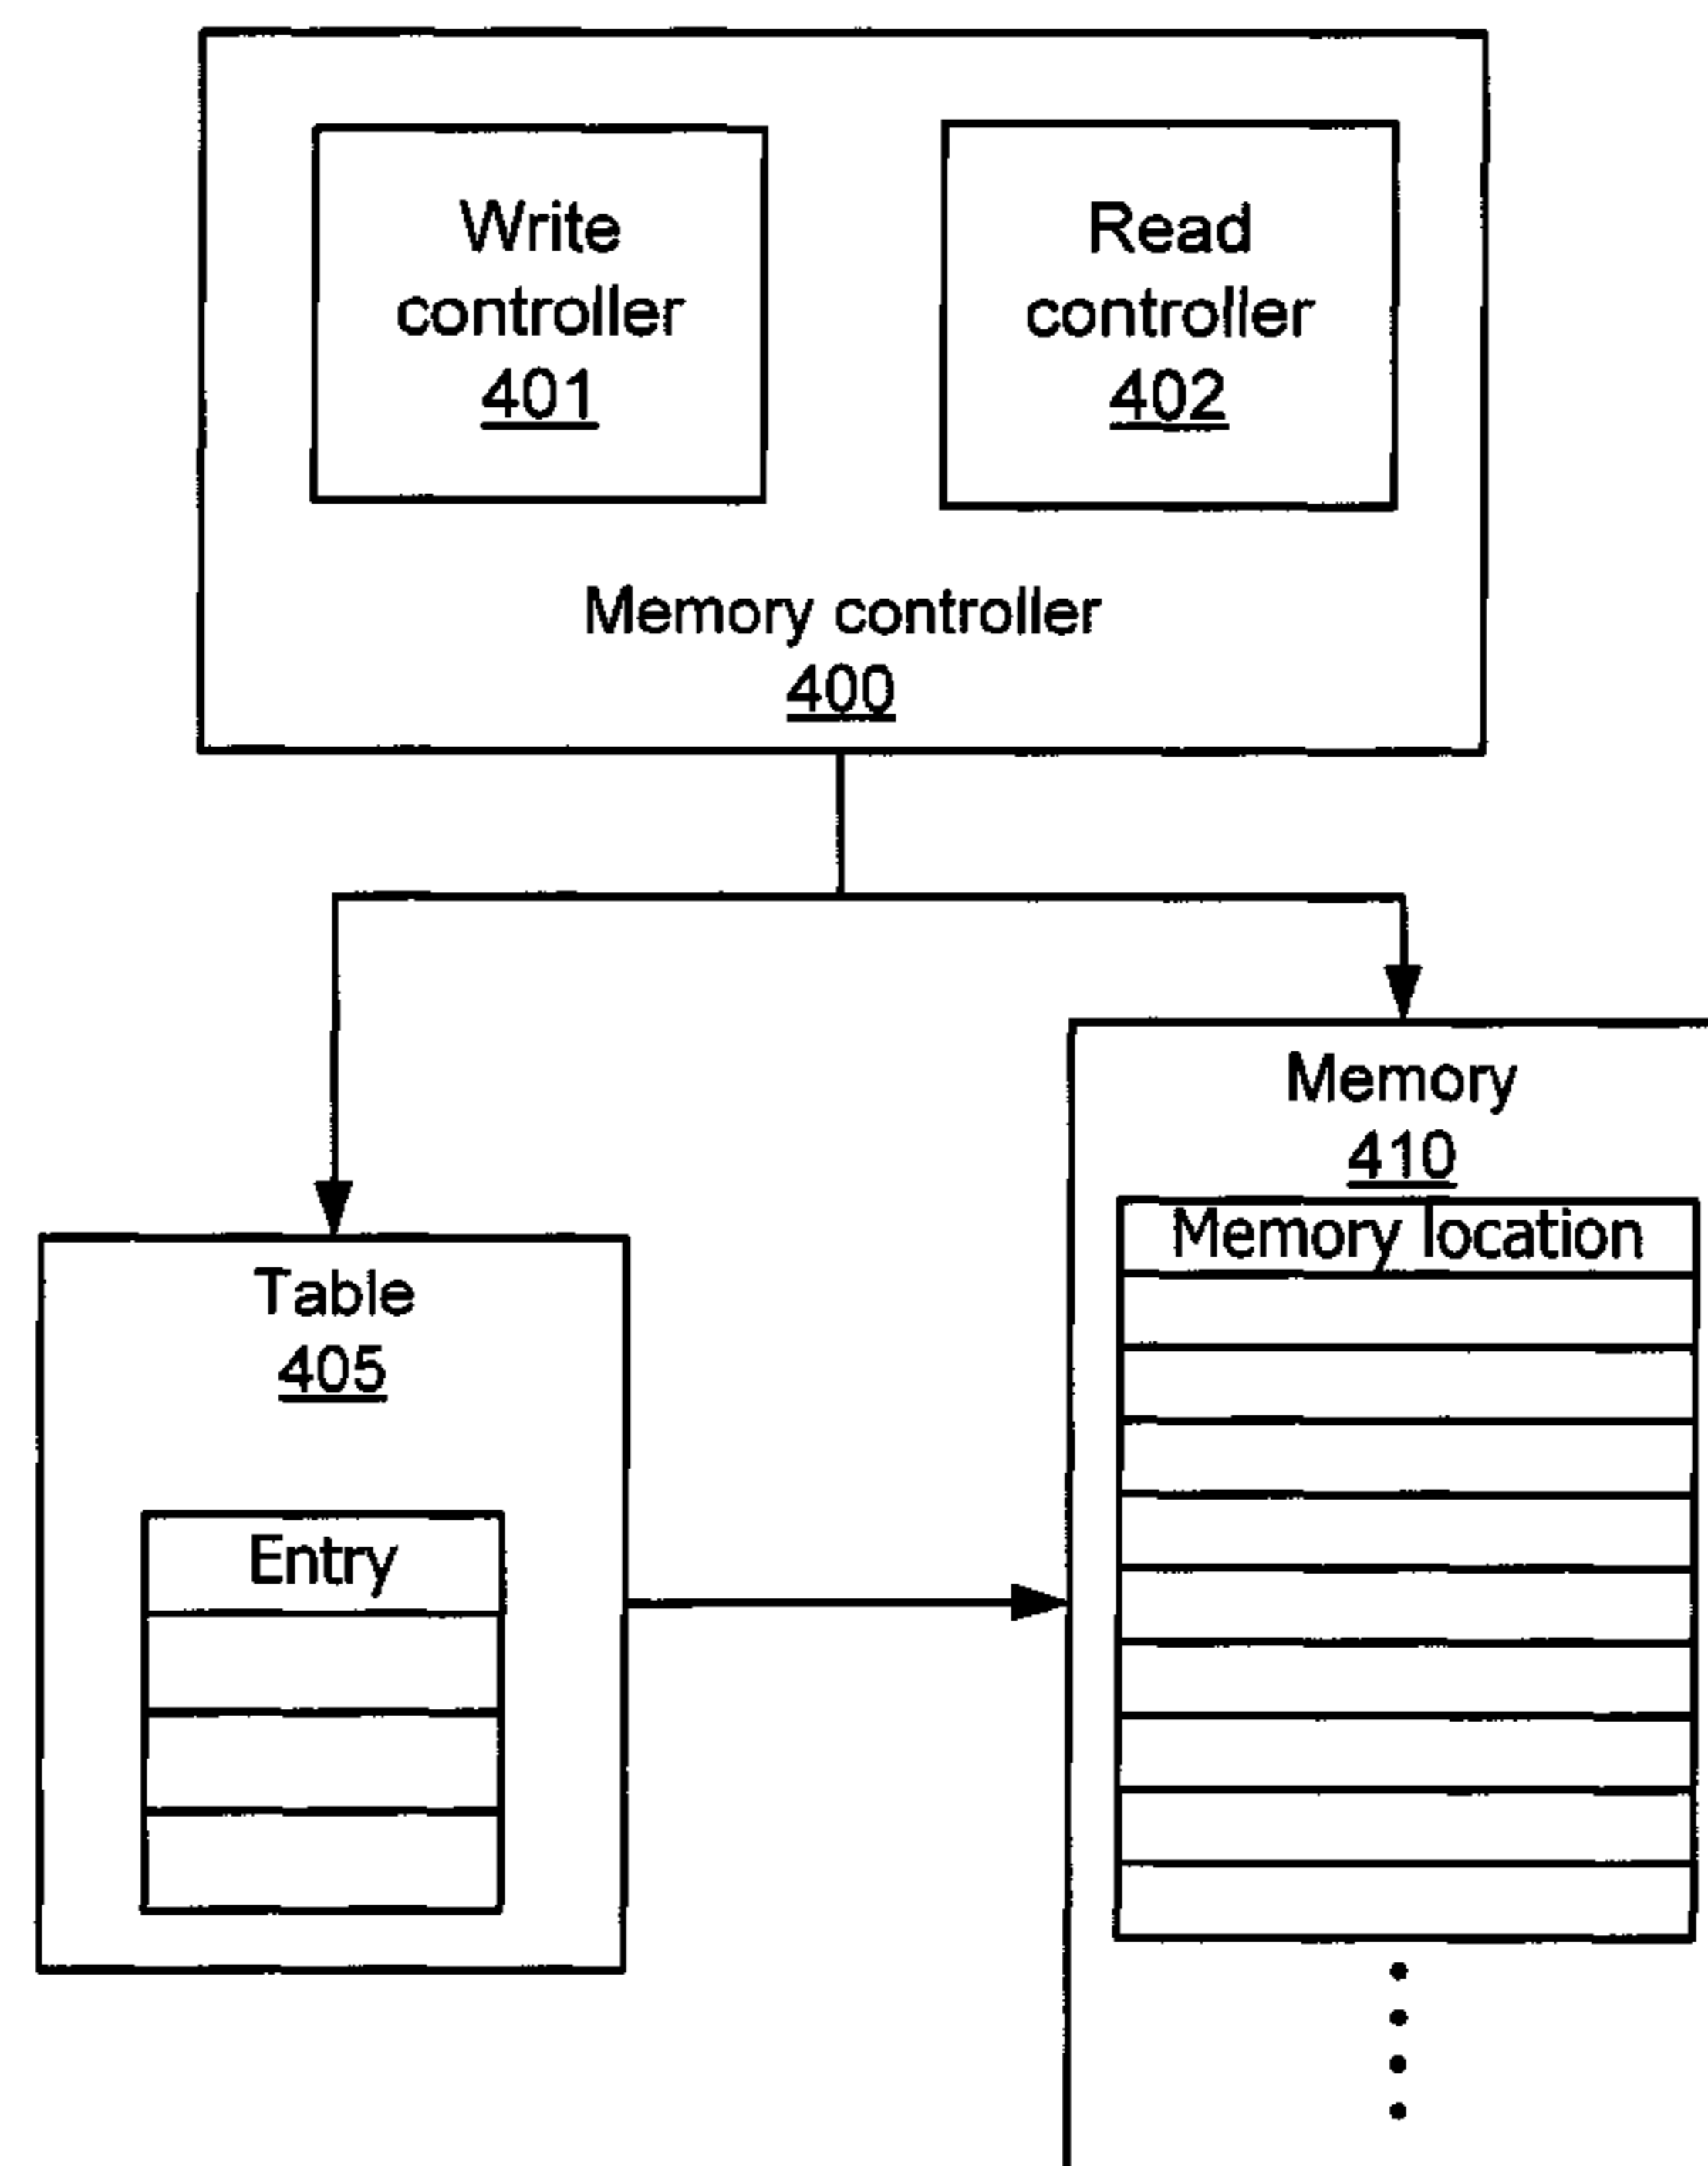 Write
controller
401
Read
controller
402
Memory controller
400
Memory
410
Memory location
Table
405
Entry